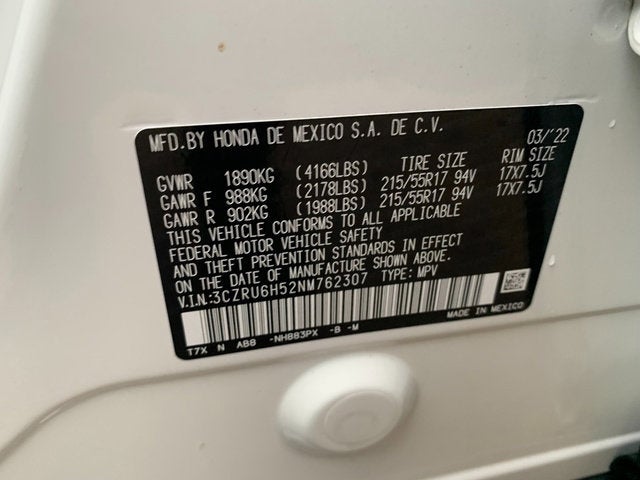 MFD.BY HONDA DE MEXICO S.A. DE C.V. 03/'22
GVWR 1890KG (4166LBS) TIRE SIZE RIM SIZE
GAWR F 988KG (2178LBS) 215/55R17 94V 17X7.5J
GAWR R 902KG (1988LBS) 215/55R17 94V 17X7.5J
THIS VEHICLE CONFORMS TO ALL APPLICABLE
FEDERAL MOTOR VEHICLE SAFETY
AND THEFT PREVENTION STANDARDS IN EFFECT
ON THE DATE OF MANUFACTURE SHOWN ABOVE.
V.I.N:3CZRU6H52NM762307 TYPE: MPV
MADE IN MEXICO
T7X N AB8 -NH883PX -B -M